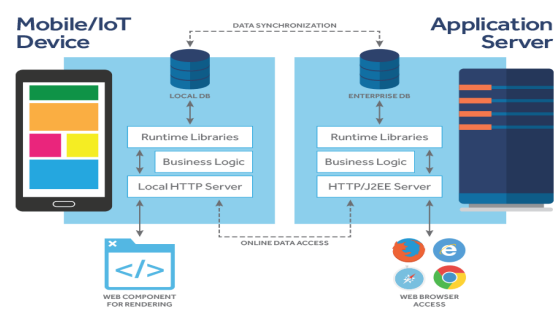 Mobile/IoT
Device
DATA SYNCHRONIZATION
Application
Server
LOCAL DB
ENTERPRISE DB
Runtime Libraries
Business Logic
Local HTTP Server
Runtime Libraries
Business Logic
HTTP/J2EE Server
ONLINE DATA ACCESS
</>
WEB COMPONENT
FOR RENDERING
WEB BROWSER
ACCESS